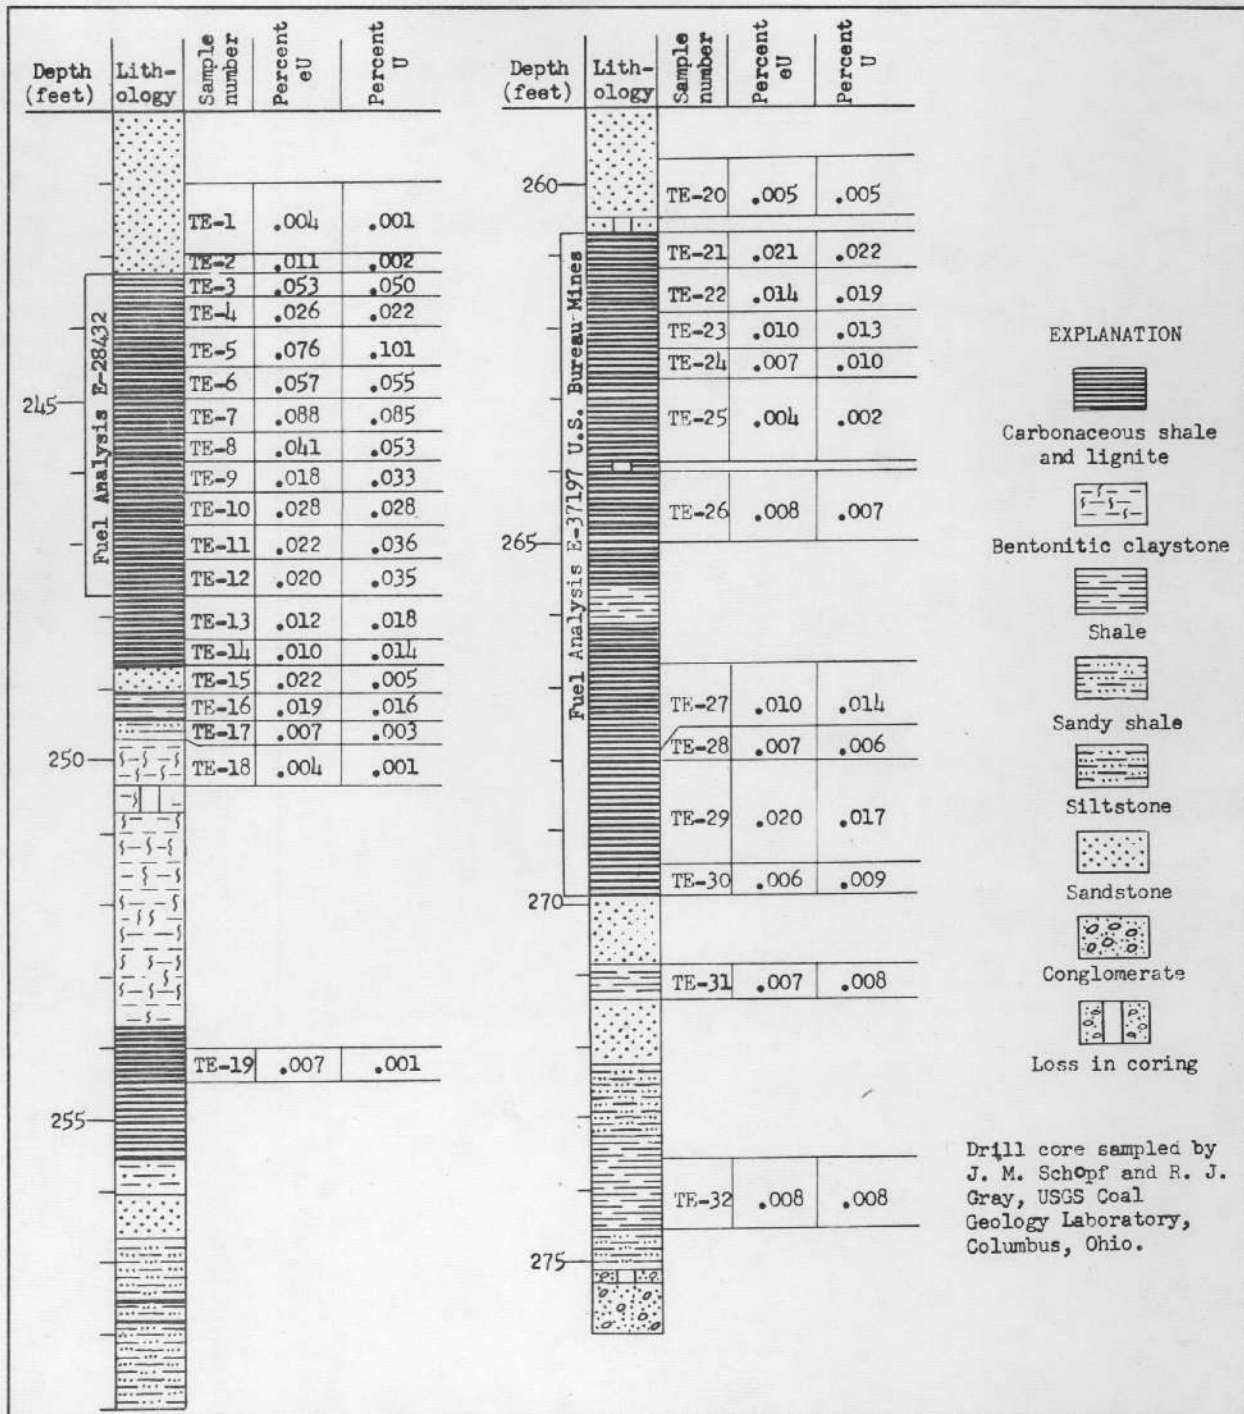 Depth (feet) Lith-ology Sample number Percent eU Percent U
TE-1 .004 .001
TE-2 .011 .002
TE-3 .053 .050
TE-4 .026 .022
TE-5 .076 .101
TE-6 .057 .055
245
TE-7 .088 .085
TE-8 .041 .053
TE-9 .018 .033
TE-10 .028 .028
TE-11 .022 .036
TE-12 .020 .035
TE-13 .012 .018
TE-14 .010 .014
TE-15 .022 .005
TE-16 .019 .016
TE-17 .007 .003
250
TE-18 .004 .001
TE-19 .007 .001
255
Fuel Analysis E-28432
Depth (feet) Lith-ology Sample number Percent eU Percent U
260
TE-20 .005 .005
TE-21 .021 .022
TE-22 .014 .019
TE-23 .010 .013
TE-24 .007 .010
TE-25 .004 .002
TE-26 .008 .007
265
TE-27 .010 .014
TE-28 .007 .006
TE-29 .020 .017
TE-30 .006 .009
270
TE-31 .007 .008
TE-32 .008 .008
275
Fuel Analysis E-37197 U.S. Bureau Mines
EXPLANATION
Carbonaceous shale
and lignite
Bentonitic claystone
Shale
Sandy shale
Siltstone
Sandstone
Conglomerate
Loss in coring
Drill core sampled by
J. M. Schopf and R. J.
Gray, USGS Coal
Geology Laboratory,
Columbus, Ohio.